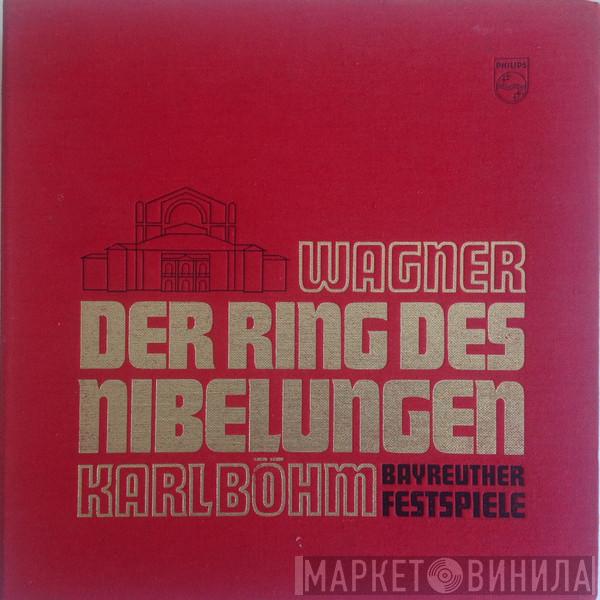 PHILIPS
WAGNER
DER RING DES
NIBELUNGEN
KARL BÖHM
BAYREUTHER
FESTSPIELE
МАРКЕТ ВИНИЛА